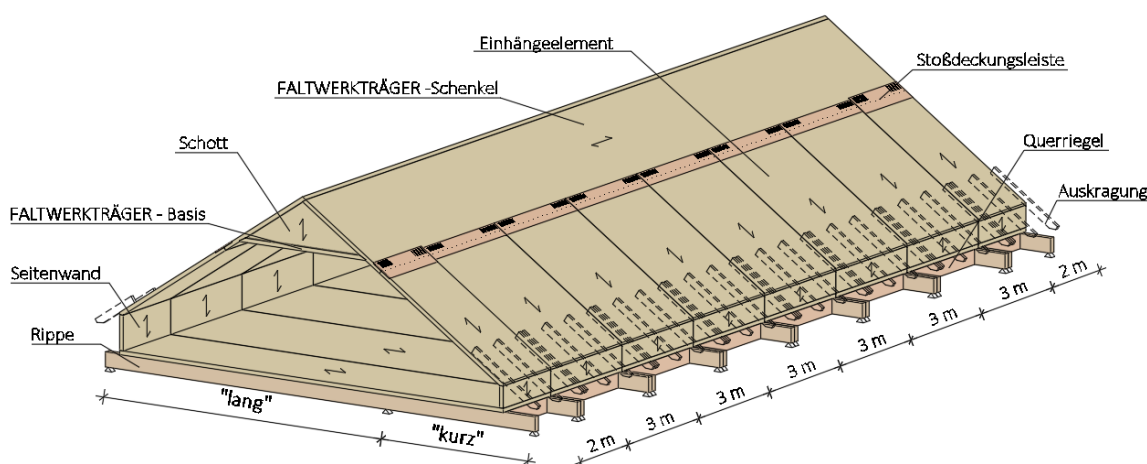 Einhängeelement
Stoßdeckungsleiste
FALTWERKTRÄGER -Schenkel
Schott
Querriegel
Auskragung
FALTWERKTRÄGER - Basis
Seitenwand
Rippe
"lang"
"kurz"
2 m
3 m
3 m
3 m
3 m
3 m
3 m
2 m